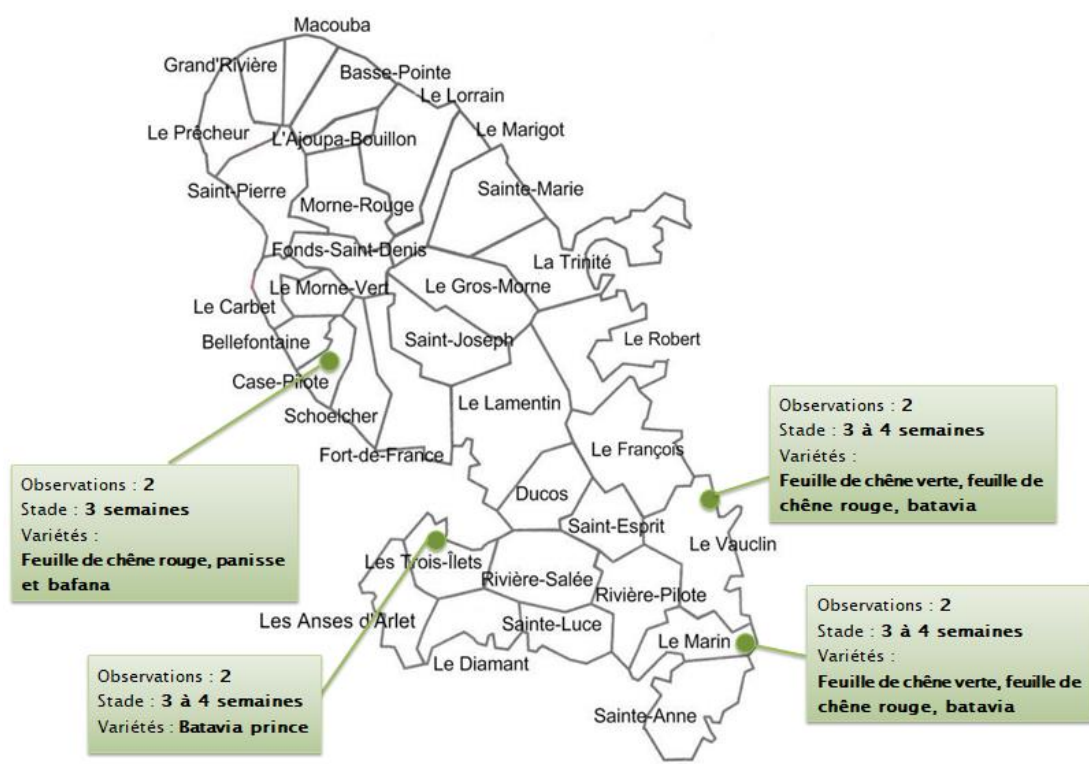 Macouba
Grand'Rivière
Basse-Pointe
Le Lorrain
Le Prêcheur
L'Ajoupa-Bouillon
Le Marigot
Saint-Pierre
Sainte-Marie
Morne-Rouge
Fonds-Saint-Denis
La Trinité
Le Morne-Vert
Le Gros-Morne
Le Carbet
Bellefontaine
Saint-Joseph
Le Robert
Case-Pilote
Schoelcher
Le Lamentin
Fort-de-France
Le François
Ducos
Saint-Esprit
Le Vauclin
Les Trois-Îlets
Rivière-Salée
Rivière-Pilote
Les Anses d'Arlet
Sainte-Luce
Le Marin
Le Diamant
Sainte-Anne
Observations : 2
Stade : 3 semaines
Variétés :
Feuille de chêne rouge, panisse
et bafana
Observations : 2
Stade : 3 à 4 semaines
Variétés :
Feuille de chêne verte, feuille de
chêne rouge, batavia
Observations : 2
Stade : 3 à 4 semaines
Variétés : Batavia prince
Observations : 2
Stade : 3 à 4 semaines
Variétés :
Feuille de chêne verte, feuille de
chêne rouge, batavia